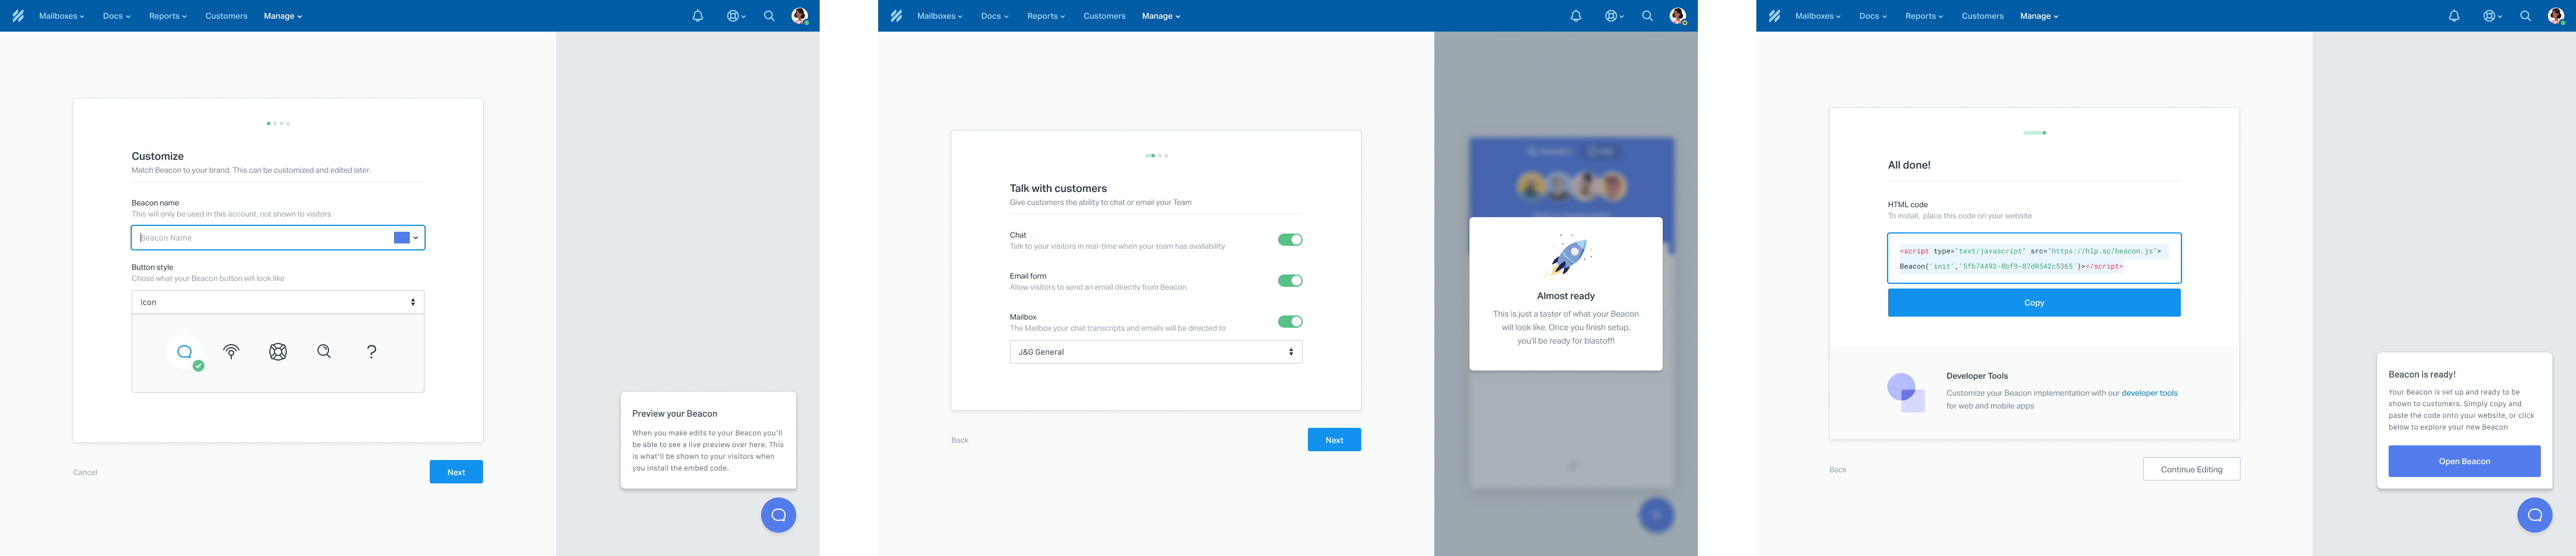 Mailboxes Docs Reports Customers Manage
Customize
Match Beacon to your brand. This can be customized and edited later.
Beacon name
This will only be used in this account, not shown to visitors
Beacon Name
Button style
Chose what your Beacon button will look like
Icon
Cancel
Next
Preview your Beacon
When you make edits to your Beacon you'll
be able to see a live preview over here. This
is what'll be shown to your visitors when
you install the embed code.
Mailboxes Docs Reports Customers Manage
Talk with customers
Give customers the ability to chat or email your Team
Chat
Talk to your visitors in real-time when your team has availability
Email form
Allow visitors to send an email directly from Beacon
Mailbox
The Mailbox your chat transcripts and emails will be directed to
J&G General
Back
Next
Almost ready
This is just a taster of what your Beacon
will look like. Once you finish setup,
you'll be ready for blastoff!
Mailboxes Docs Reports Customers Manage
All done!
HTML code
To install, place this code on your website
<script type="text/javascript" src="https://hlp.sc/beacon.js">
Beacon('init','5fb74492-8bf9-87d0542c5365')></script>
Copy
Developer Tools
Customize your Beacon implementation with our developer tools
for web and mobile apps
Back
Continue Editing
Beacon is ready!
Your Beacon is set up and ready to be
shown to customers. Simply copy and
paste the code onto your website, or click
below to explore your new Beacon
Open Beacon